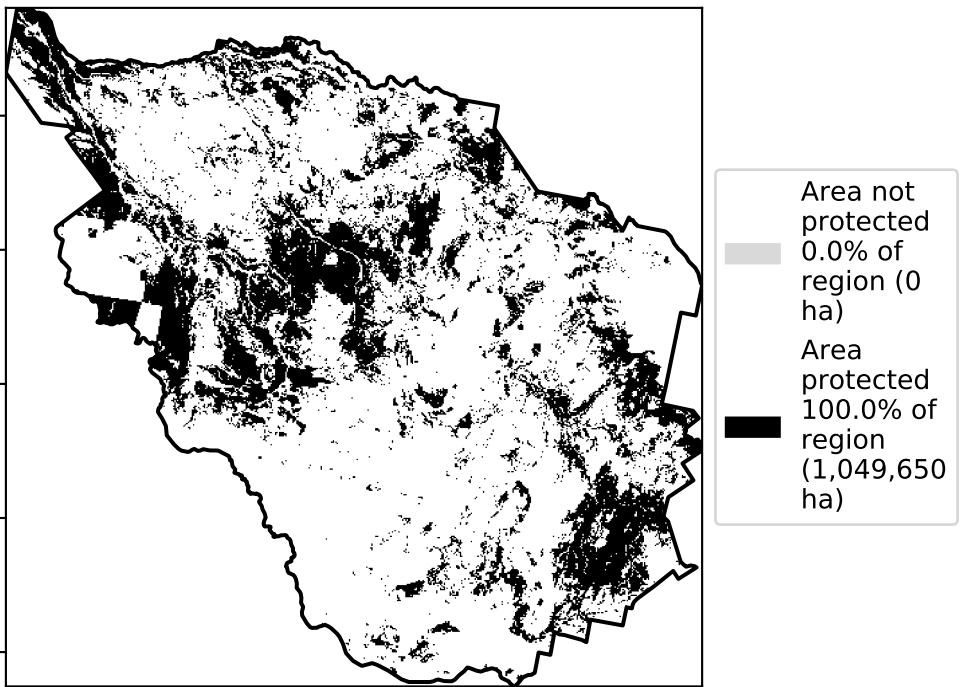 Area not
protected
0.0% of
region (0
ha)
Area
protected
100.0% of
region
(1,049,650
ha)